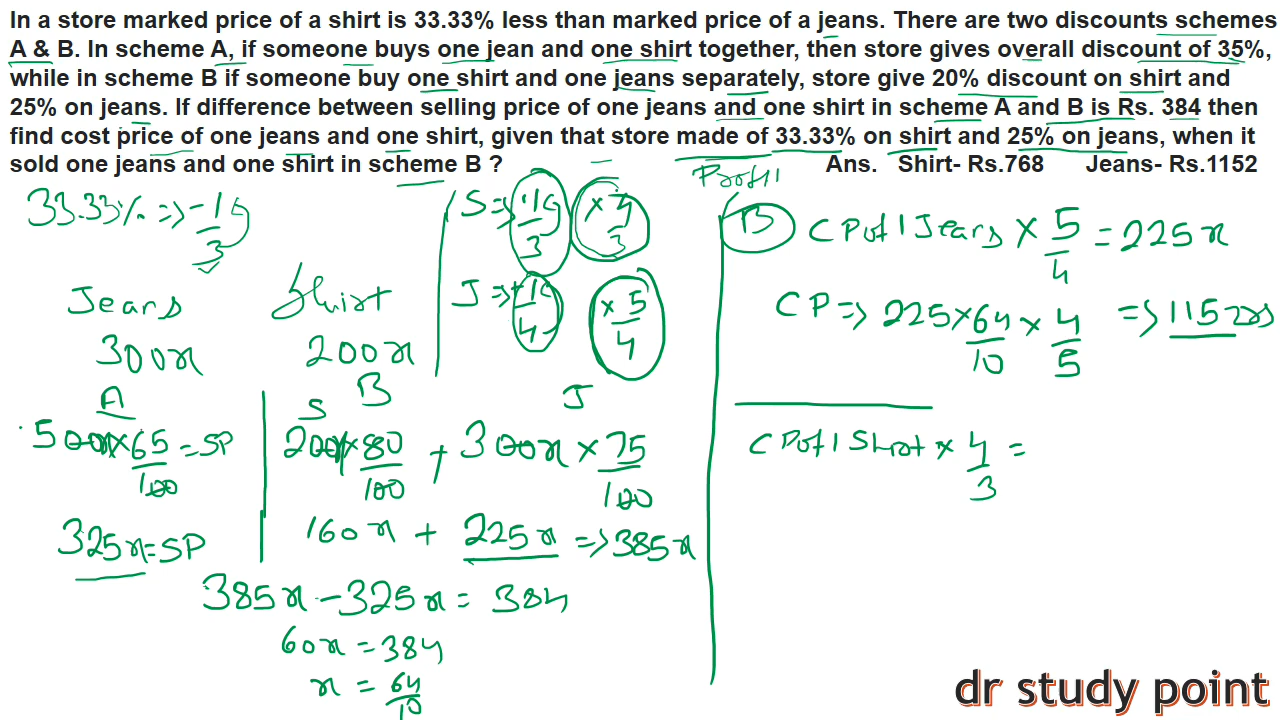 In a store marked price of a shirt is 33.33% less than marked price of a jeans. There are two discounts schemes
A & B. In scheme A, if someone buys one jean and one shirt together, then store gives overall discount of 35%,
while in scheme B if someone buy one shirt and one jeans separately, store give 20% discount on shirt and
25% on jeans. If difference between selling price of one jeans and one shirt in scheme A and B is Rs. 384 then
find cost price of one jeans and one shirt, given that store made of 33.33% on shirt and 25% on jeans, when it
sold one jeans and one shirt in scheme B ? Ans. Shirt- Rs.768 Jeans- Rs.1152
Profit
33.33% => -1/3
Jeans Shirt
300x 200x
S => +1/3 × 4/3
J => +1/4 × 5/4
A
500x × 65/100 = SP
325x = SP
B
S J
200x × 80/100 + 300x × 75/100
160x + 225x => 385x
385x - 325x = 384
60x = 384
x = 64/10
B CP of 1 Jeans × 5/4 = 225x
CP => 225 × 64/10 × 4/5 => 1152rs
CP of 1 Shirt × 4/3 =
dr study point